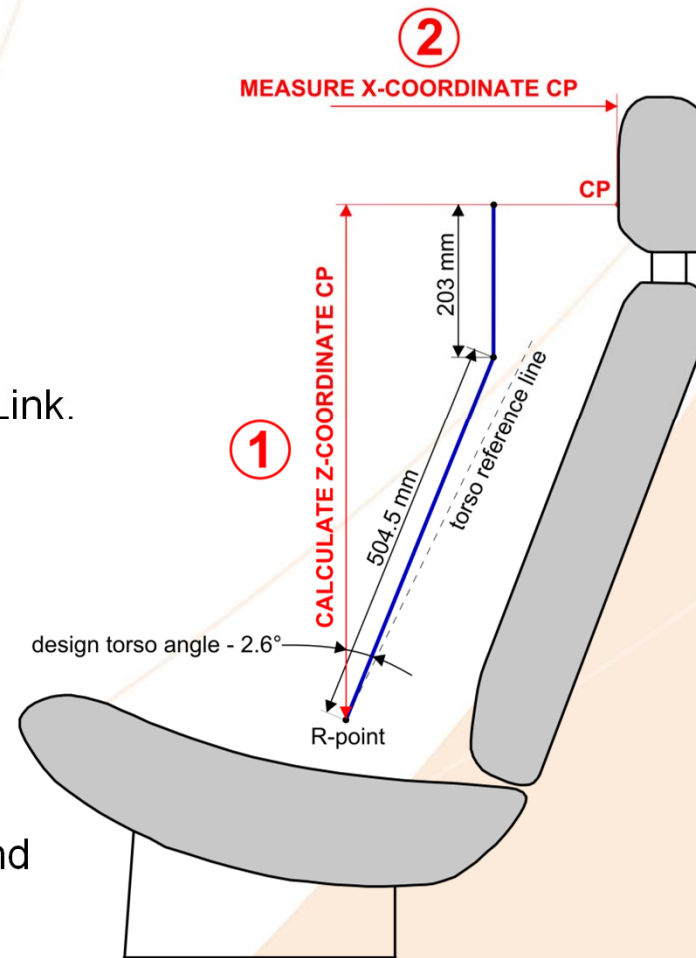 2
MEASURE X-COORDINATE CP
CP
203 mm
CALCULATE Z-COORDINATE CP
Link.
torso reference line
1
504.5 mm
design torso angle - 2.6°
R-point